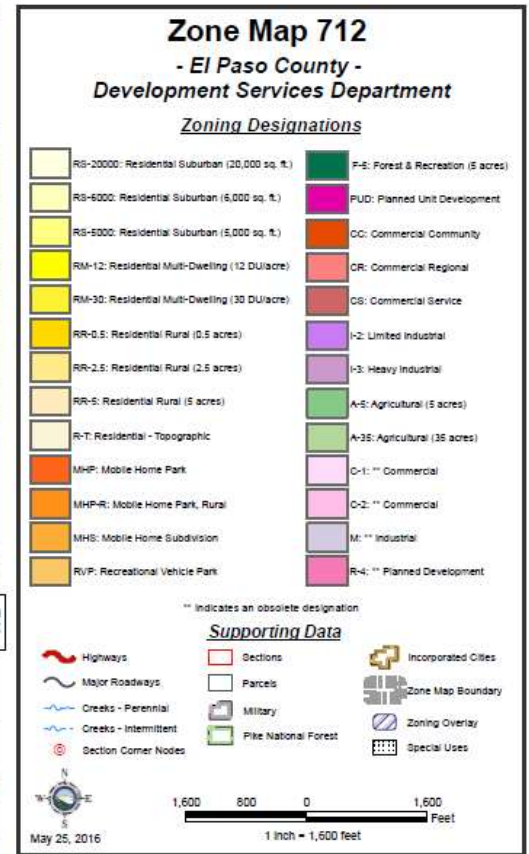 Zone Map 712
- El Paso County -
Development Services Department
Zoning Designations
RS-20000: Residential Suburban (20,000 sq. ft.)
RS-6000: Residential Suburban (6,000 sq. ft.)
RS-5000: Residential Suburban (5,000 sq. ft.)
RM-12: Residential Multi-Dwelling (12 DU/acre)
RM-30: Residential Multi-Dwelling (30 DU/acre)
RR-0.5: Residential Rural (0.5 acres)
RR-2.5: Residential Rural (2.5 acres)
RR-5: Residential Rural (5 acres)
R-T: Residential - Topographic
MHP: Mobile Home Park
MHP-R: Mobile Home Park, Rural
MHS: Mobile Home Subdivision
RVP: Recreational Vehicle Park
F-5: Forest & Recreation (5 acres)
PUD: Planned Unit Development
CC: Commercial Community
CR: Commercial Regional
CS: Commercial Service
I-2: Limited Industrial
I-3: Heavy Industrial
A-5: Agricultural (5 acres)
A-35: Agricultural (35 acres)
C-1: ** Commercial
C-2: ** Commercial
M: ** Industrial
R-4: ** Planned Development
** Indicates an obsolete designation
Supporting Data
Highways
Major Roadways
Creeks - Perennial
Creeks - Intermittent
Section Corner Nodes
Sections
Parcels
Military
Pike National Forest
Incorporated Cities
Zone Map Boundary
Zoning Overlay
Special Uses
N
W E
S
May 25, 2016
1,600 800 0 1,600
Feet
1 inch = 1,600 feet